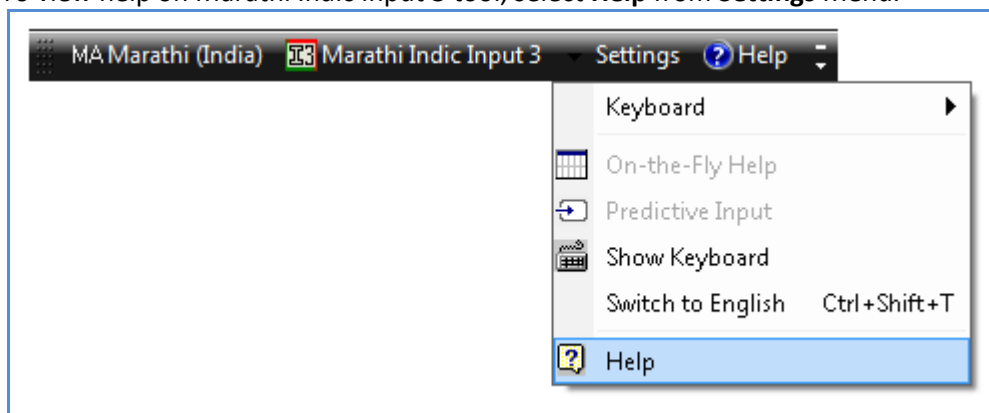 To view help on Marathi Indic Input 3 tool, select Help from Settings menu.
MA Marathi (India) I3 Marathi Indic Input 3 Settings ? Help
Keyboard
On-the-Fly Help
Predictive Input
Show Keyboard
Switch to English Ctrl+Shift+T
? Help